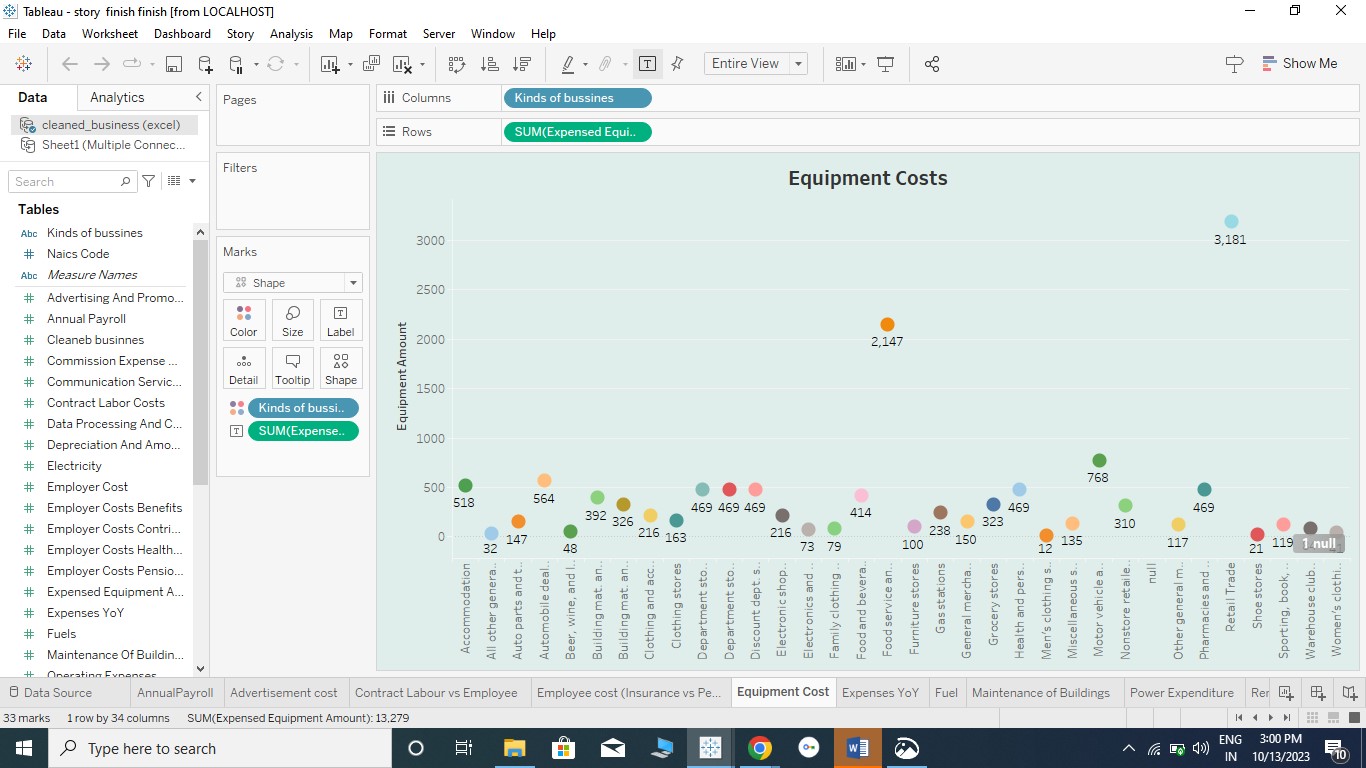 Tableau - story finish finish [from LOCALHOST]
File Data Worksheet Dashboard Story Analysis Map Format Server Window Help
Entire View
Show Me
Data Analytics
cleaned_business (excel)
Sheet1 (Multiple Connec...
Search
Tables
Abc Kinds of bussines
# Naics Code
Abc Measure Names
# Advertising And Promo...
# Annual Payroll
# Cleaneb businnes
# Commission Expense ...
# Communication Servic...
# Contract Labor Costs
# Data Processing And C...
# Depreciation And Amo...
# Electricity
# Employer Cost
# Employer Costs Benefits
# Employer Costs Contri...
# Employer Costs Health...
# Employer Costs Pensio...
# Expensed Equipment A...
# Expenses YoY
# Fuels
# Maintenance Of Buildin...
# Operating Expenses
Pages
Filters
Marks
Shape
Color Size Label
Detail Tooltip Shape
Kinds of bussi..
SUM(Expense..
Columns Kinds of bussines
Rows SUM(Expensed Equi..
Equipment Costs
Equipment Amount
3000
2500
2000
1500
1000
500
0
518
32
147
564
48
392
326
216
163
469
469
469
216
73
79
414
2,147
100
238
150
323
469
12
135
768
310
117
469
3,181
21
119
1 null
Accommodation
All other genera..
Auto parts and t..
Automobile deal..
Beer, wine, and l..
Building mat. an..
Building mat. an..
Clothing and acc..
Clothing stores
Department sto..
Department sto..
Discount dept. s..
Electronic shop..
Electronics and ..
Family clothing ..
Food and bevera..
Food service an..
Furniture stores
Gas stations
General mercha..
Grocery stores
Health and pers..
Men's clothing s..
Miscellaneous s..
Motor vehicle a..
Nonstore retaile..
null
Other general m..
Pharmacies and ..
Retail Trade
Shoe stores
Sporting, book, ..
Warehouse club..
Women's clothi..
Data Source AnnualPayroll Advertisement cost Contract Labour vs Employee Employee cost (Insurance vs Pe... Equipment Cost Expenses YoY Fuel Maintenance of Buildings Power Expenditure Ren
33 marks 1 row by 34 columns SUM(Expensed Equipment Amount): 13,279
Type here to search
ENG
IN
3:00 PM
10/13/2023
10